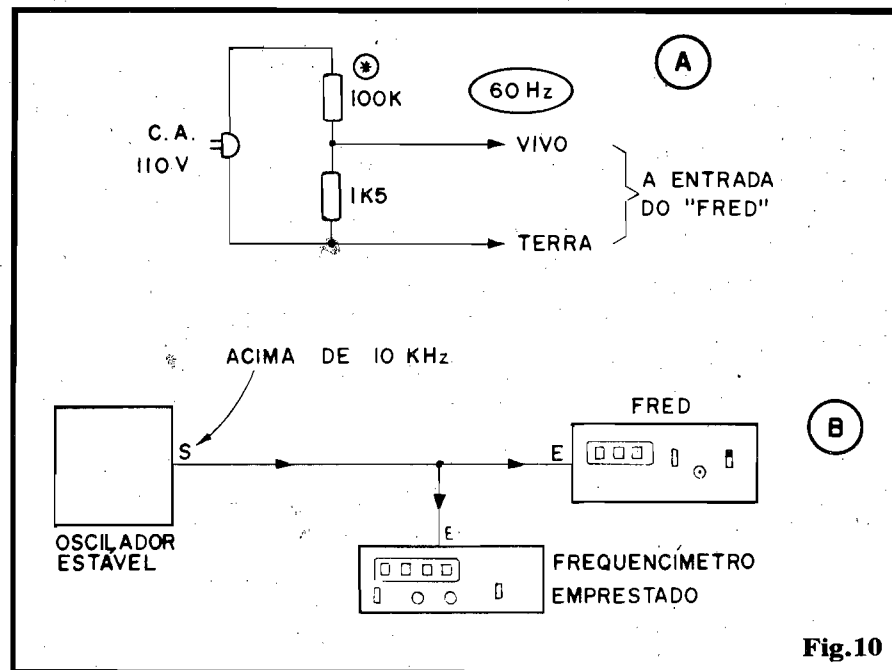 A
*
100K
60 Hz
C. A.
110 V
VIVO
1K5
A ENTRADA
DO "FRED"
TERRA
ACIMA DE 10 KHz
FRED
B
S
E
E
OSCILADOR
ESTÁVEL
FREQUENCÍMETRO
EMPRESTADO
Fig.10